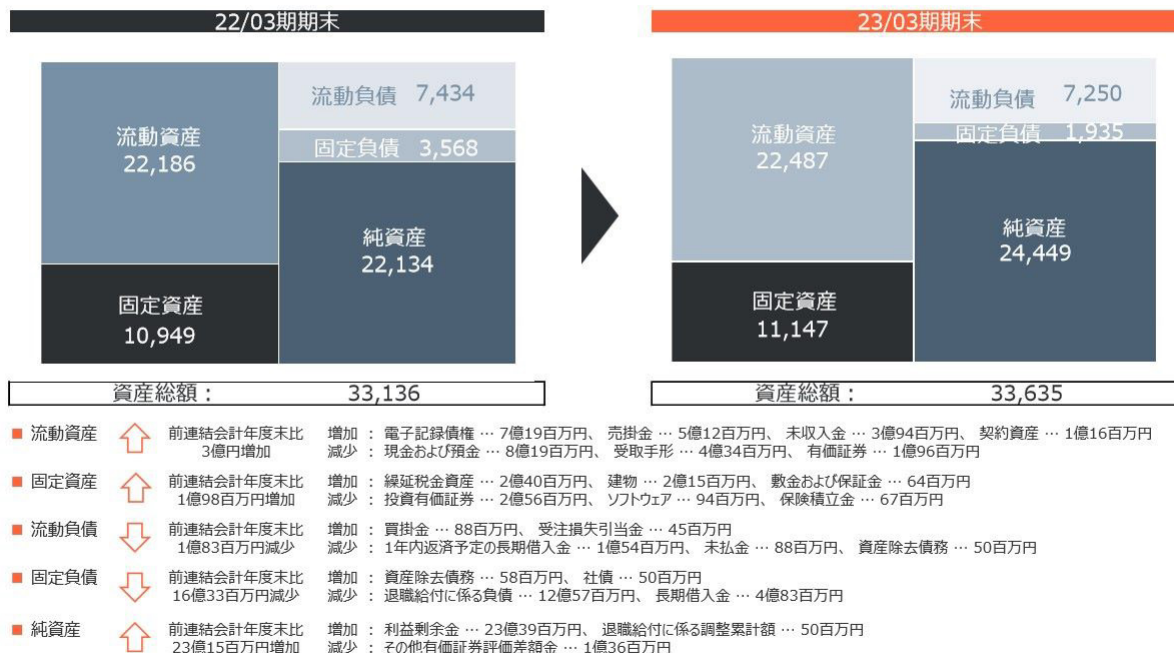 22/03期期末
流動資産
22,186
固定資産
10,949
流動負債 7,434
固定負債 3,568
純資産
22,134
資産総額： 33,136
23/03期期末
流動資産
22,487
固定資産
11,147
流動負債 7,250
固定負債 1,935
純資産
24,449
資産総額： 33,635
■ 流動資産 前連結会計年度末比 増加 ： 電子記録債権 … 7億19百万円、 売掛金 … 5億12百万円、 未収入金 … 3億94百万円、 契約資産 … 1億16百万円
3億円増加 減少 ： 現金および預金 … 8億19百万円、 受取手形 … 4億34百万円、 有価証券 … 1億96百万円
■ 固定資産 前連結会計年度末比 増加 ： 繰延税金資産 … 2億40百万円、 建物 … 2億15百万円、 敷金および保証金 … 64百万円
1億98百万円増加 減少 ： 投資有価証券 … 2億56百万円、 ソフトウェア … 94百万円、 保険積立金 … 67百万円
■ 流動負債 前連結会計年度末比 増加 ： 買掛金 … 88百万円、 受注損失引当金 … 45百万円
1億83百万円減少 減少 ： 1年内返済予定の長期借入金 … 1億54百万円、 未払金 … 88百万円、 資産除去債務 … 50百万円
■ 固定負債 前連結会計年度末比 増加 ： 資産除去債務 … 58百万円、 社債 … 50百万円
16億33百万円減少 減少 ： 退職給付に係る負債 … 12億57百万円、 長期借入金 … 4億83百万円
■ 純資産 前連結会計年度末比 増加 ： 利益剰余金 … 23億39百万円、 退職給付に係る調整累計額 … 50百万円
23億15百万円増加 減少 ： その他有価証券評価差額金 … 1億36百万円